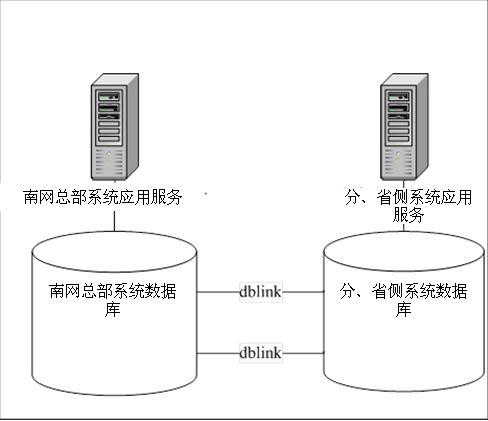 南网总部系统应用服务
分、省侧系统应用
服务
南网总部系统数据
库
dblink
分、省侧系统数据
库
dblink